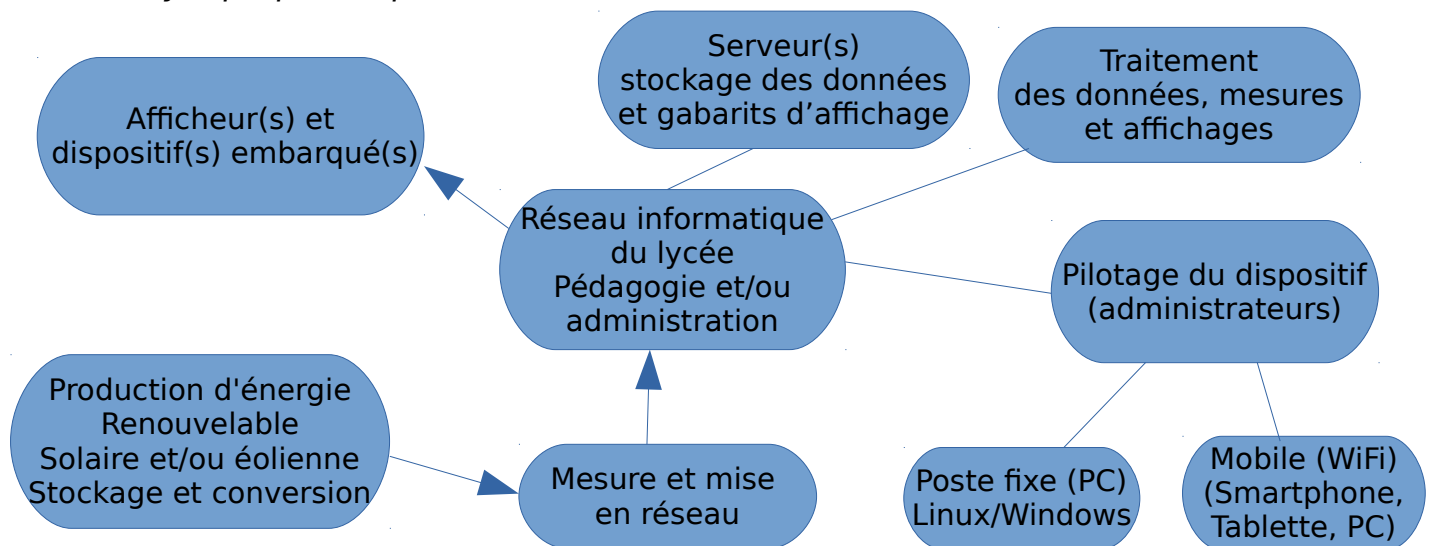 Serveur(s)
stockage des données
et gabarits d’affichage
Traitement
des données, mesures
et affichages
Afficheur(s) et
dispositif(s) embarqué(s)
Réseau informatique
du lycée
Pédagogie et/ou
administration
Pilotage du dispositif
(administrateurs)
Production d'énergie
Renouvelable
Solaire et/ou éolienne
Stockage et conversion
Mesure et mise
en réseau
Poste fixe (PC)
Linux/Windows
Mobile (WiFi)
(Smartphone,
Tablette, PC)